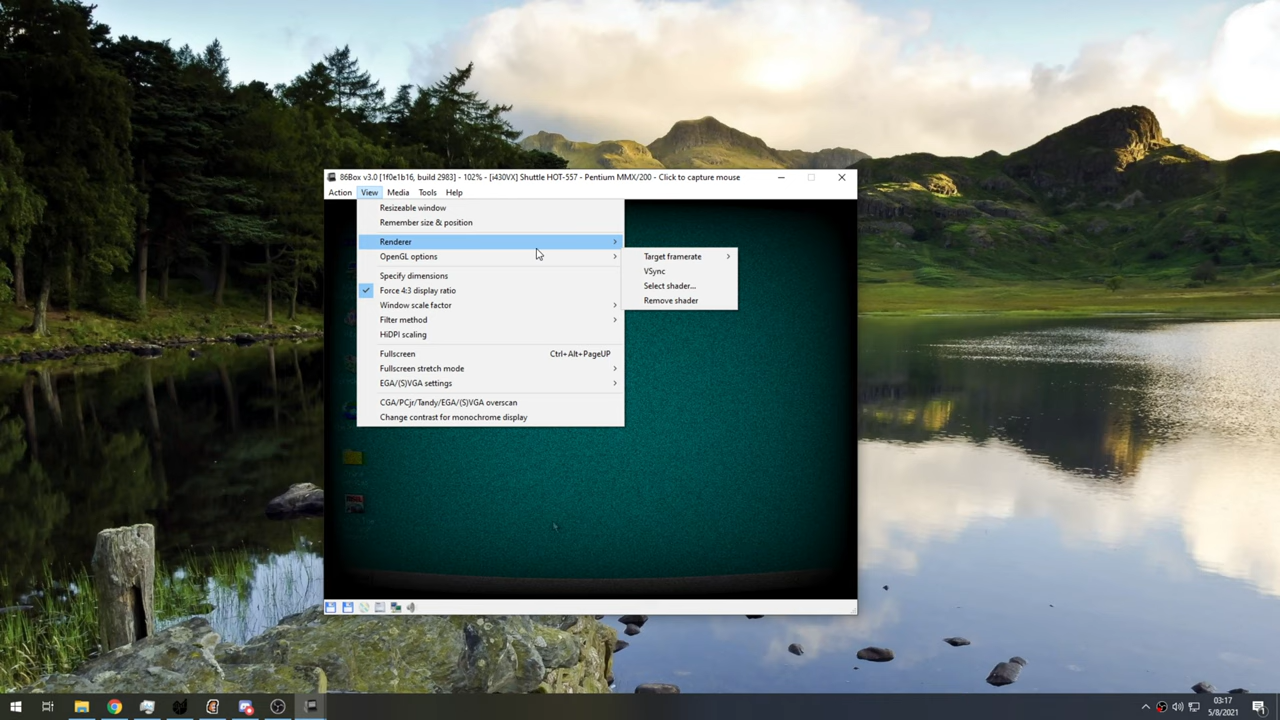 86Box v3.0 [1f0e1b16, build 2983] - 102% - [i430VX] Shuttle HOT-557 - Pentium MMX/200 - Click to capture mouse
Action View Media Tools Help
Resizeable window
Remember size & position
Renderer
OpenGL options
Target framerate
VSync
Select shader...
Remove shader
Specify dimensions
Force 4:3 display ratio
Window scale factor
Filter method
HiDPI scaling
Fullscreen Ctrl+Alt+PageUP
Fullscreen stretch mode
EGA/(S)VGA settings
CGA/PCjr/Tandy/EGA/(S)VGA overscan
Change contrast for monochrome display
03:17
5/8/2021
1